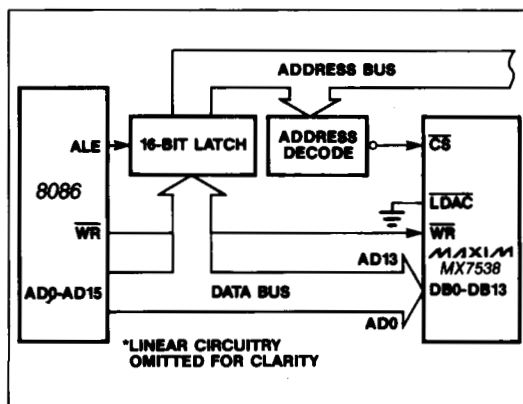 ADDRESS BUS
ALE
16-BIT LATCH
ADDRESS
DECODE
CS
8086
LDAC
WR
WR
MAXIM
MX7538
AD13
AD0-AD15
DATA BUS
DB0-DB13
AD0
*LINEAR CIRCUITRY
OMITTED FOR CLARITY